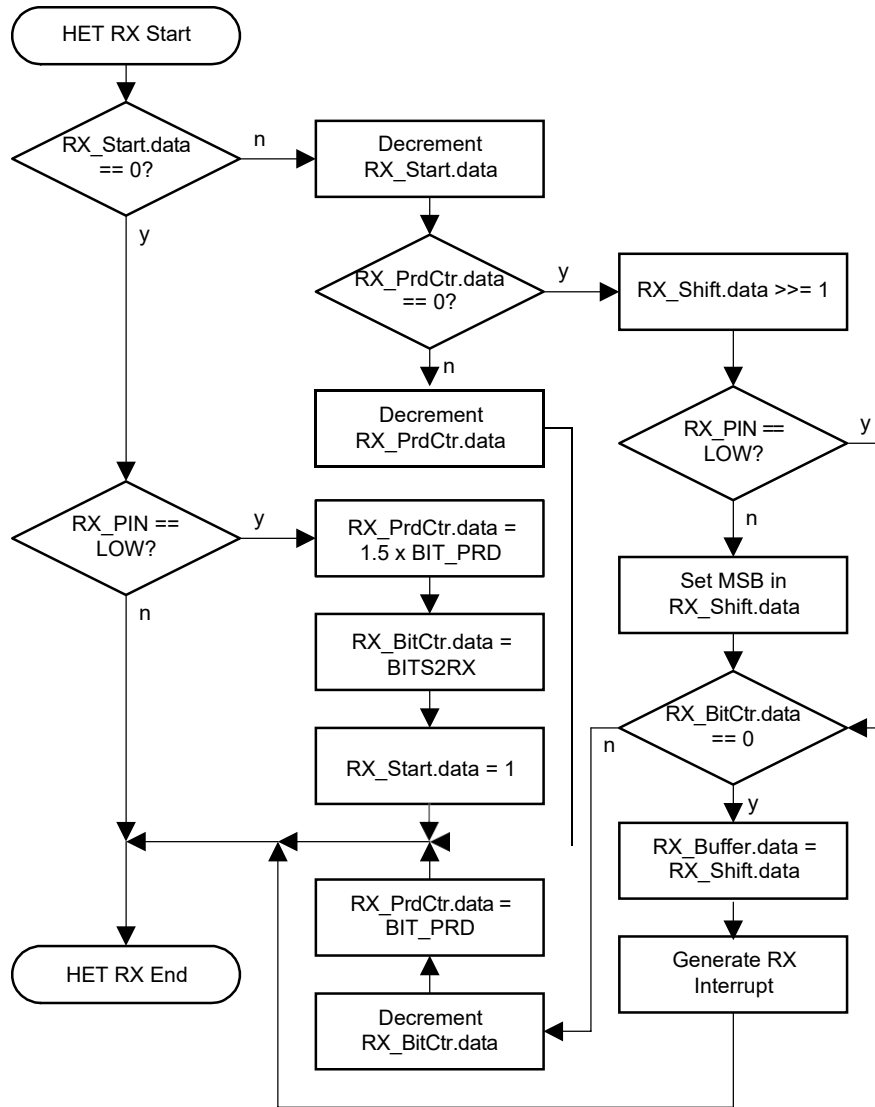 HET RX Start
RX_Start.data
== 0?
n
y
Decrement
RX_Start.data
RX_PrdCtr.data
== 0?
y
n
RX_Shift.data >>= 1
Decrement
RX_PrdCtr.data
RX_PIN ==
LOW?
y
n
RX_PIN ==
LOW?
y
n
RX_PrdCtr.data =
1.5 x BIT_PRD
Set MSB in
RX_Shift.data
RX_BitCtr.data =
BITS2RX
RX_BitCtr.data
== 0
n
y
RX_Start.data = 1
RX_Buffer.data =
RX_Shift.data
RX_PrdCtr.data =
BIT_PRD
HET RX End
Generate RX
Interrupt
Decrement
RX_BitCtr.data